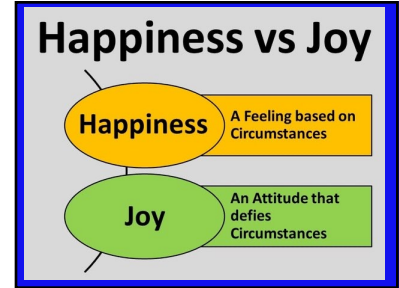 Happiness vs Joy
Happiness
A Feeling based on
Circumstances
Joy
An Attitude that
defies
Circumstances